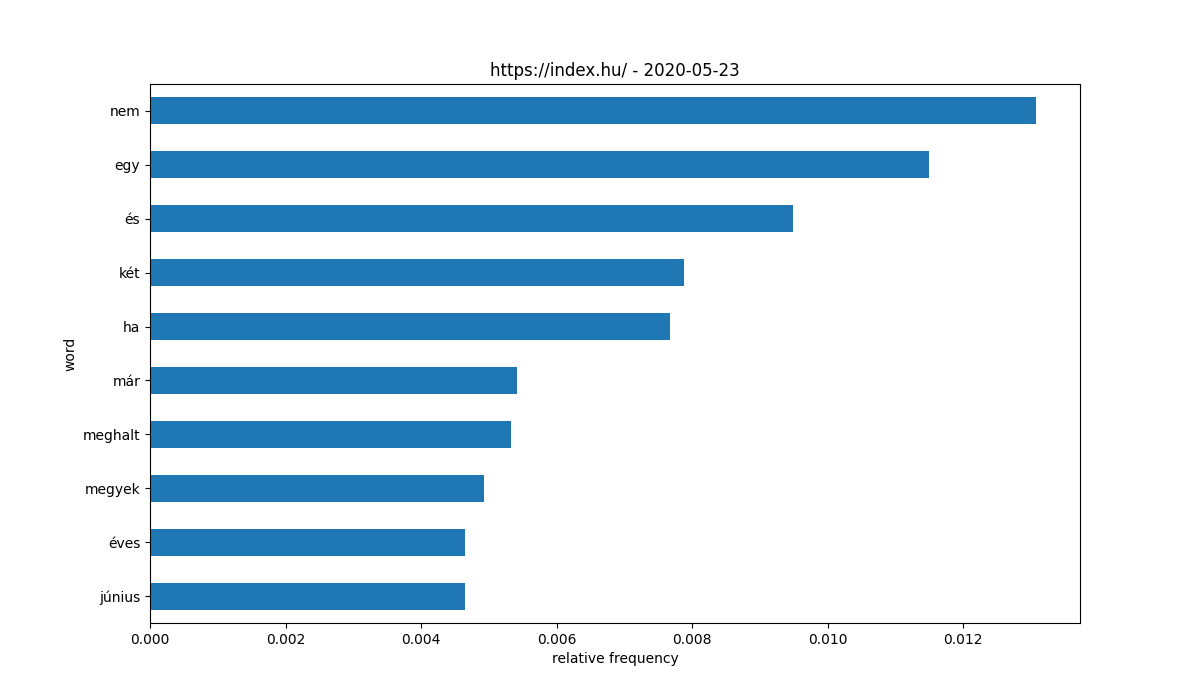 https://index.hu/ - 2020-05-23
nem
egy
és
két
ha
már
meghalt
megyek
éves
június
word
0.000 0.002 0.004 0.006 0.008 0.010 0.012
relative frequency